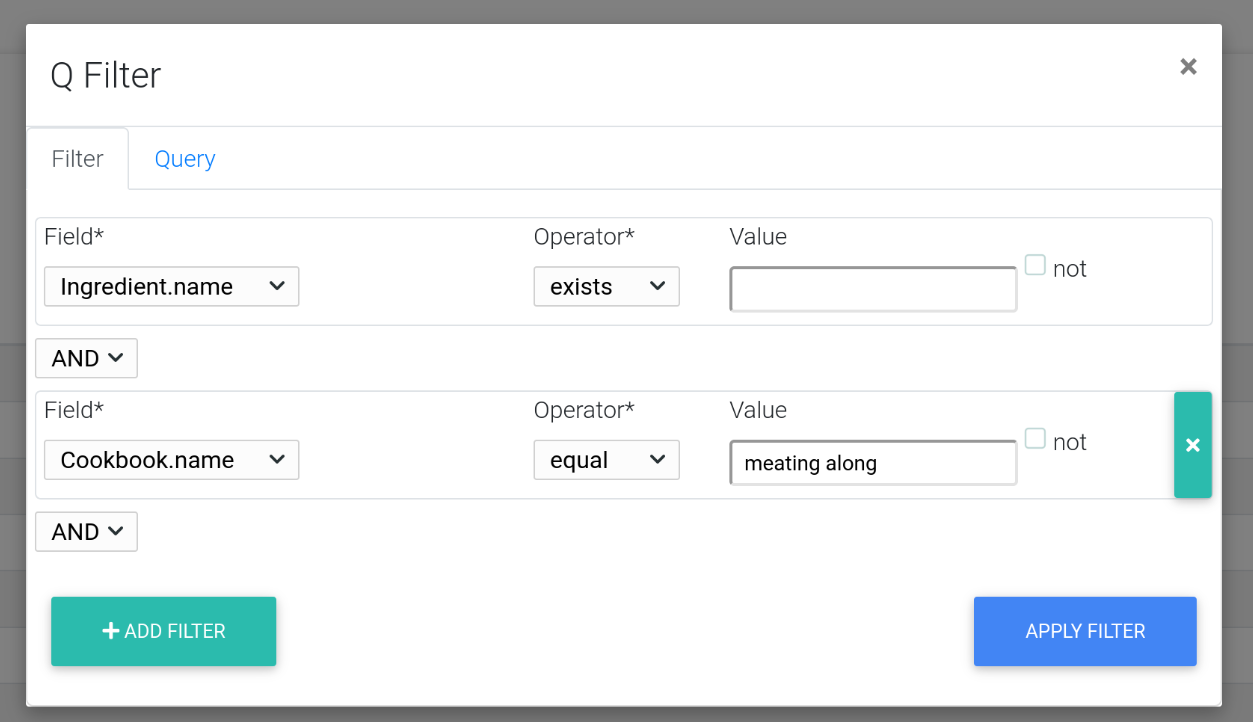 Q Filter
Filter Query
Field* Operator* Value
Ingredient.name exists not
AND
Field* Operator* Value
Cookbook.name equal meating along not
AND
ADD FILTER APPLY FILTER